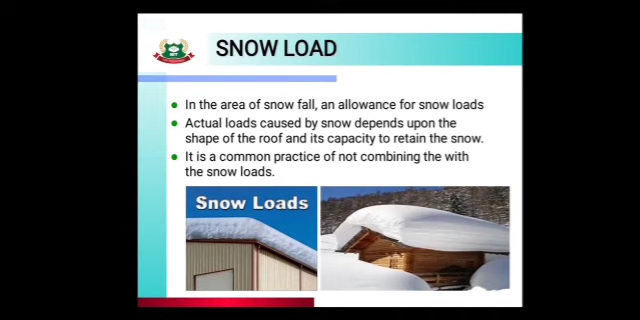 SNOW LOAD
In the area of snow fall, an allowance for snow loads
Actual loads caused by snow depends upon the
shape of the roof and its capacity to retain the snow.
It is a common practice of not combining the with
the snow loads.
Snow Loads